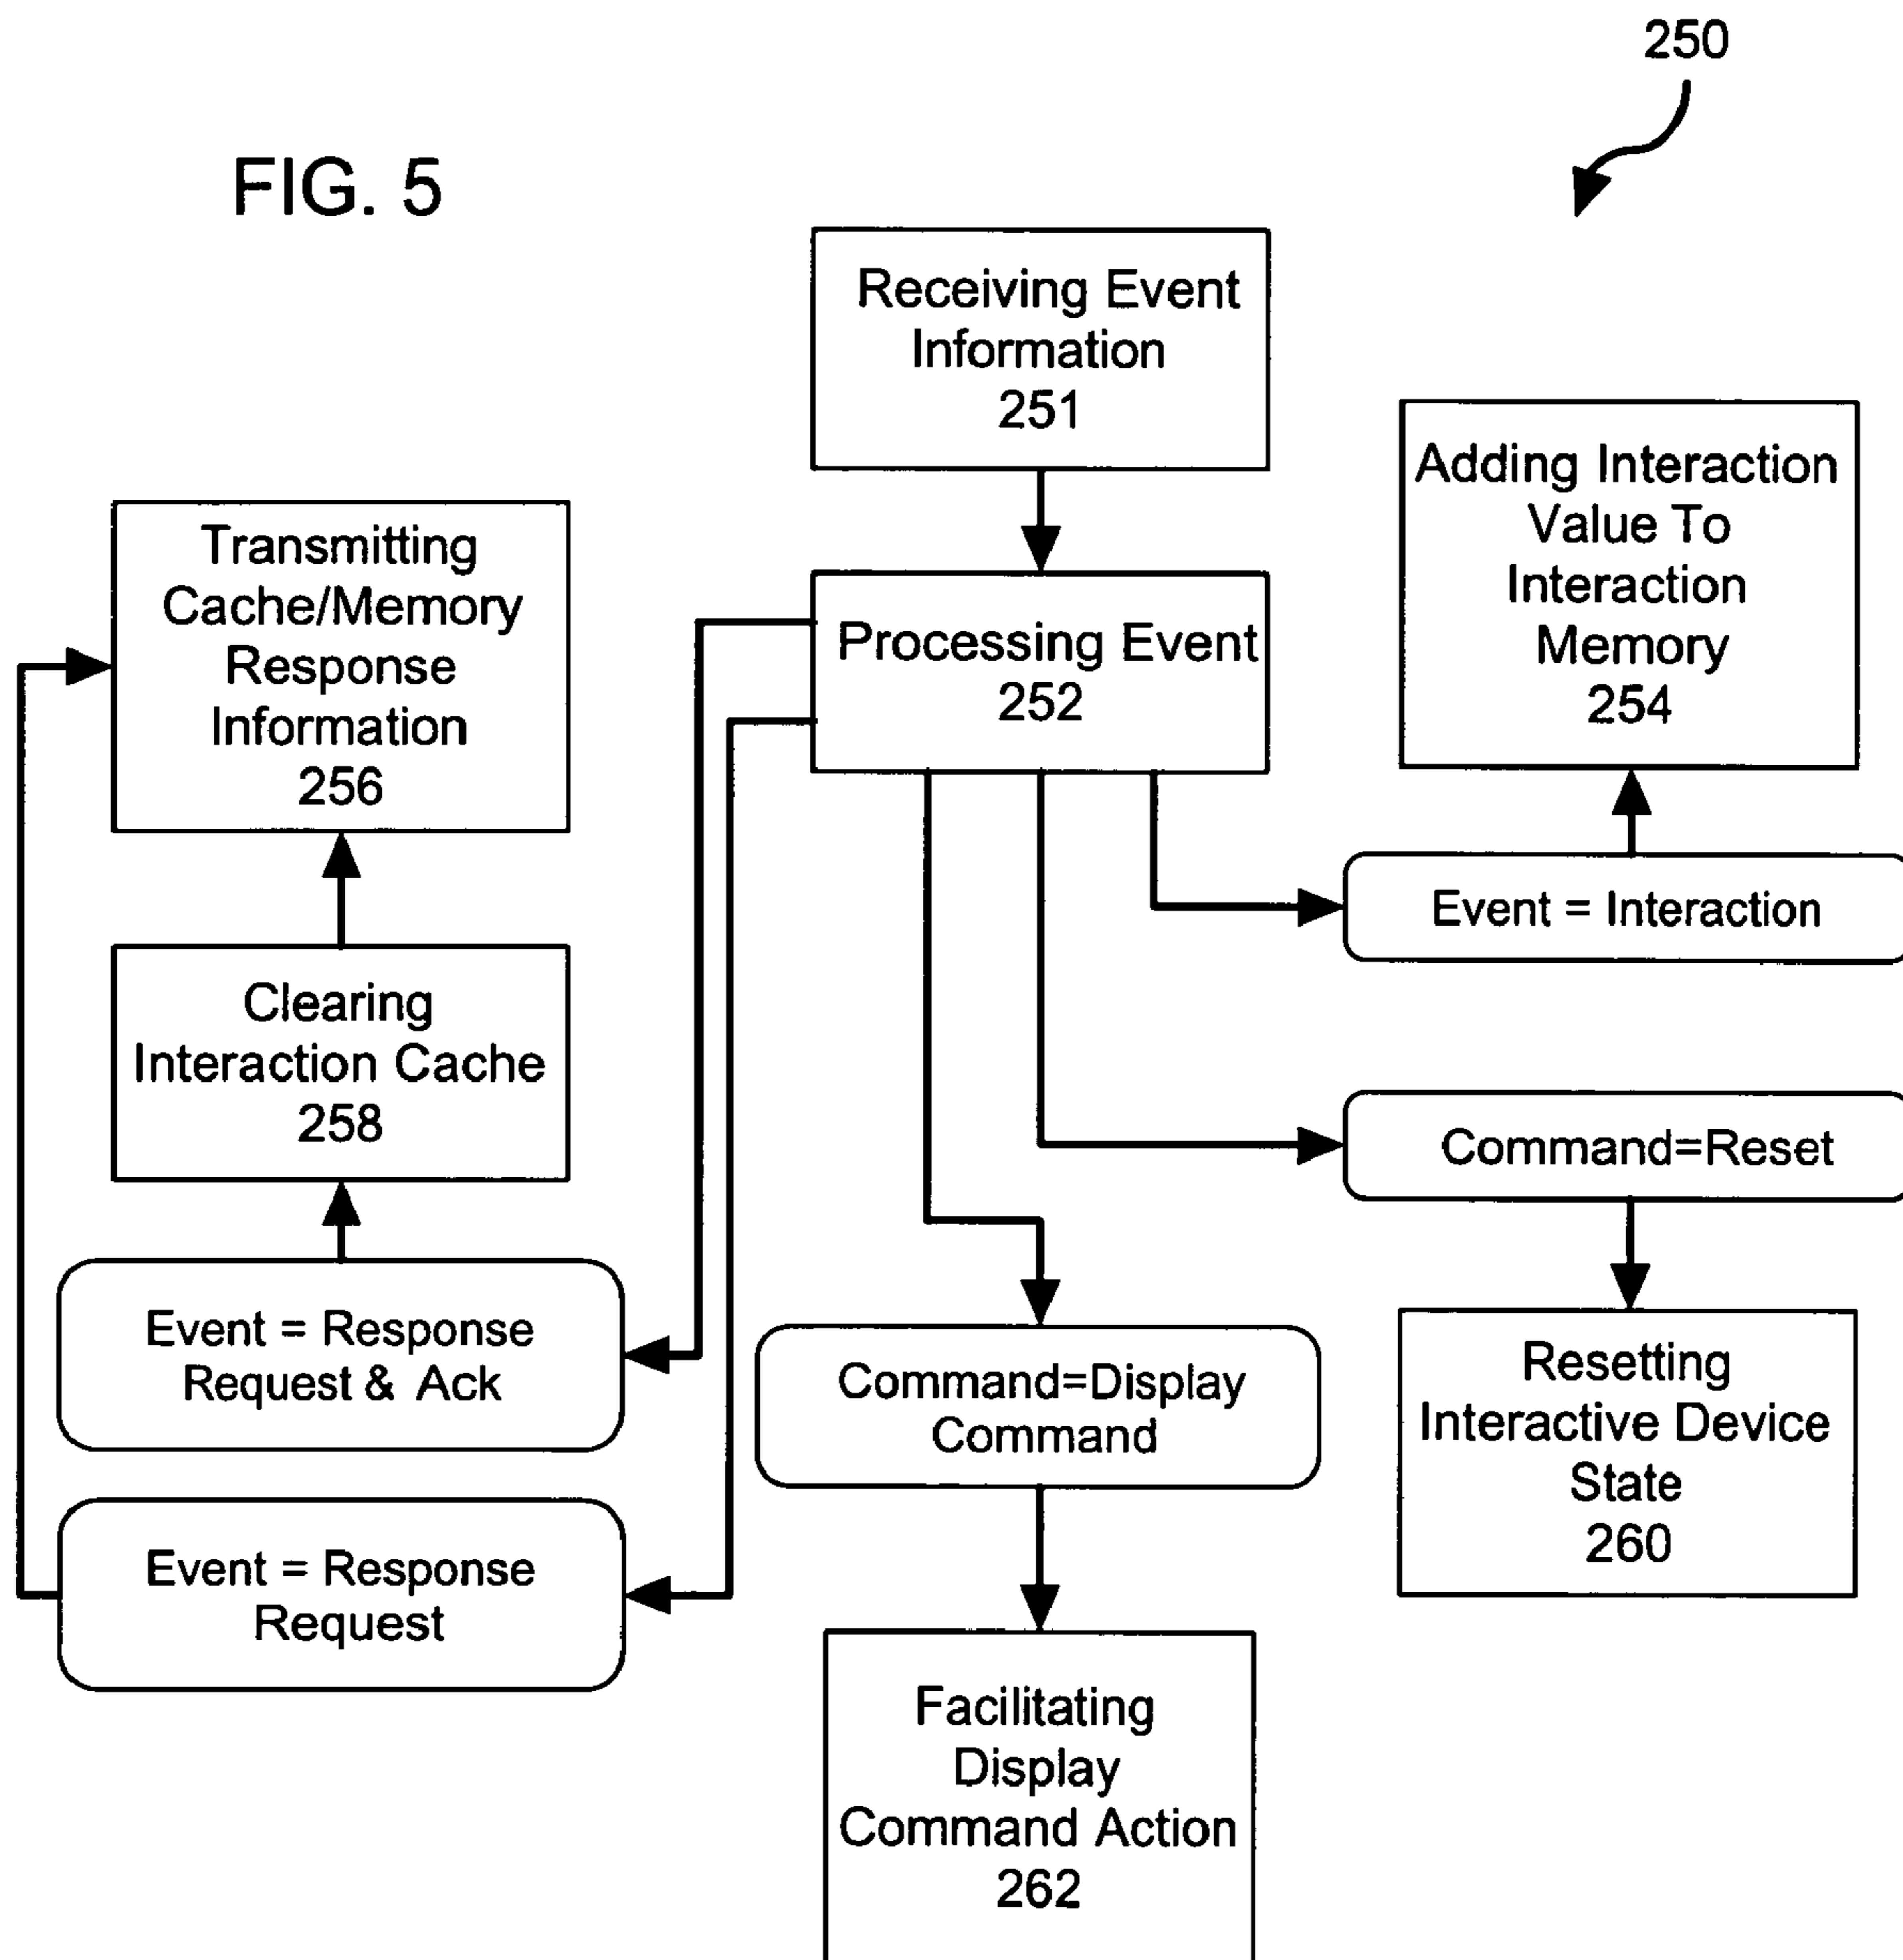 250
FIG. 5
Receiving Event
Information
251
Processing Event
252
Adding Interaction
Value To
Interaction
Memory
254
Event = Interaction
Transmitting
Cache/Memory
Response
Information
256
Clearing
Interaction Cache
258
Event = Response
Request & Ack
Event = Response
Request
Command=Display
Command
Facilitating
Display
Command Action
262
Command=Reset
Resetting
Interactive Device
State
260